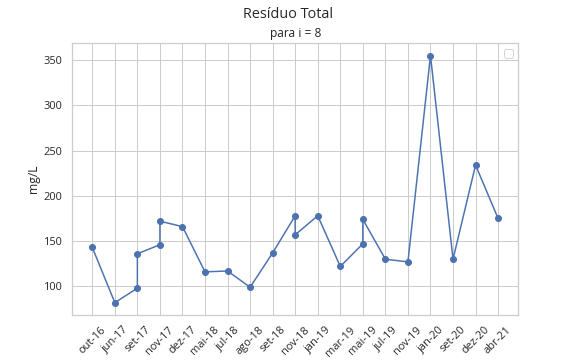 Resíduo Total
para i = 8
mg/L
350
300
250
200
150
100
out-16
jun-17
set-17
nov-17
dez-17
mai-18
jul-18
ago-18
set-18
nov-18
jan-19
mar-19
mai-19
jul-19
nov-19
jan-20
set-20
dez-20
abr-21